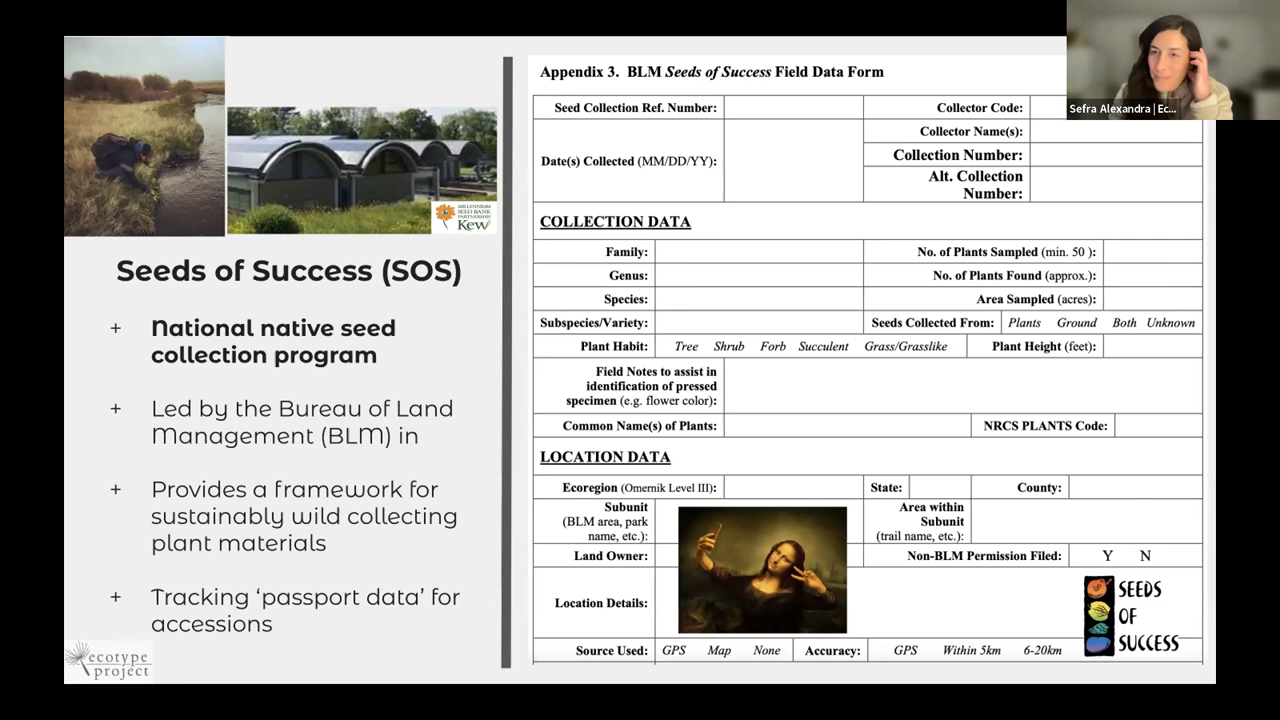 MILLENNIUM
SEED BANK
PARTNERSHIP
Kew
Seeds of Success (SOS)
+ National native seed
collection program
+ Led by the Bureau of Land
Management (BLM) in
+ Provides a framework for
sustainably wild collecting
plant materials
+ Tracking ‘passport data’ for
accessions
ecotype
project
Appendix 3. BLM Seeds of Success Field Data Form
Seed Collection Ref. Number:
Collector Code:
Date(s) Collected (MM/DD/YY):
Collector Name(s):
Collection Number:
Alt. Collection
Number:
COLLECTION DATA
Family:
No. of Plants Sampled (min. 50 ):
Genus:
No. of Plants Found (approx.):
Species:
Area Sampled (acres):
Subspecies/Variety:
Seeds Collected From: Plants Ground Both Unknown
Plant Habit: Tree Shrub Forb Succulent Grass/Grasslike
Plant Height (feet):
Field Notes to assist in
identification of pressed
specimen (e.g. flower color):
Common Name(s) of Plants:
NRCS PLANTS Code:
LOCATION DATA
Ecoregion (Omernik Level III):
State:
County:
Subunit
(BLM area, park
name, etc.):
Area within
Subunit
(trail name, etc.):
Land Owner:
Non-BLM Permission Filed: Y N
Location Details:
SEEDS
OF
SUCCESS
Source Used: GPS Map None
Accuracy: GPS Within 5km 6-20km
Sefra Alexandra | Ec...